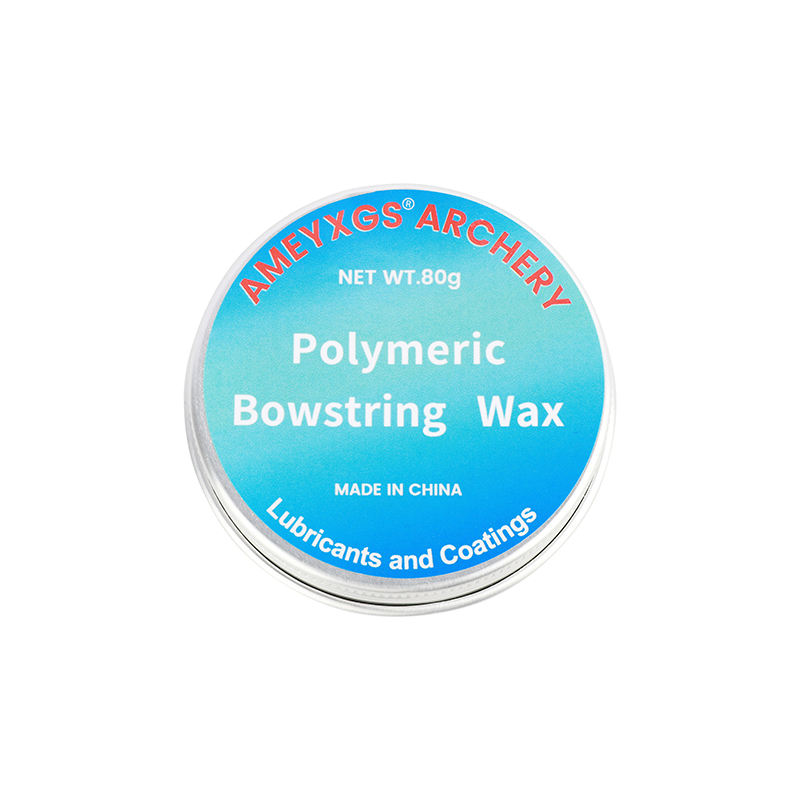 AMEYXGS® ARCHERY
NET WT.80g
Polymeric
Bowstring Wax
MADE IN CHINA
Lubricants and Coatings